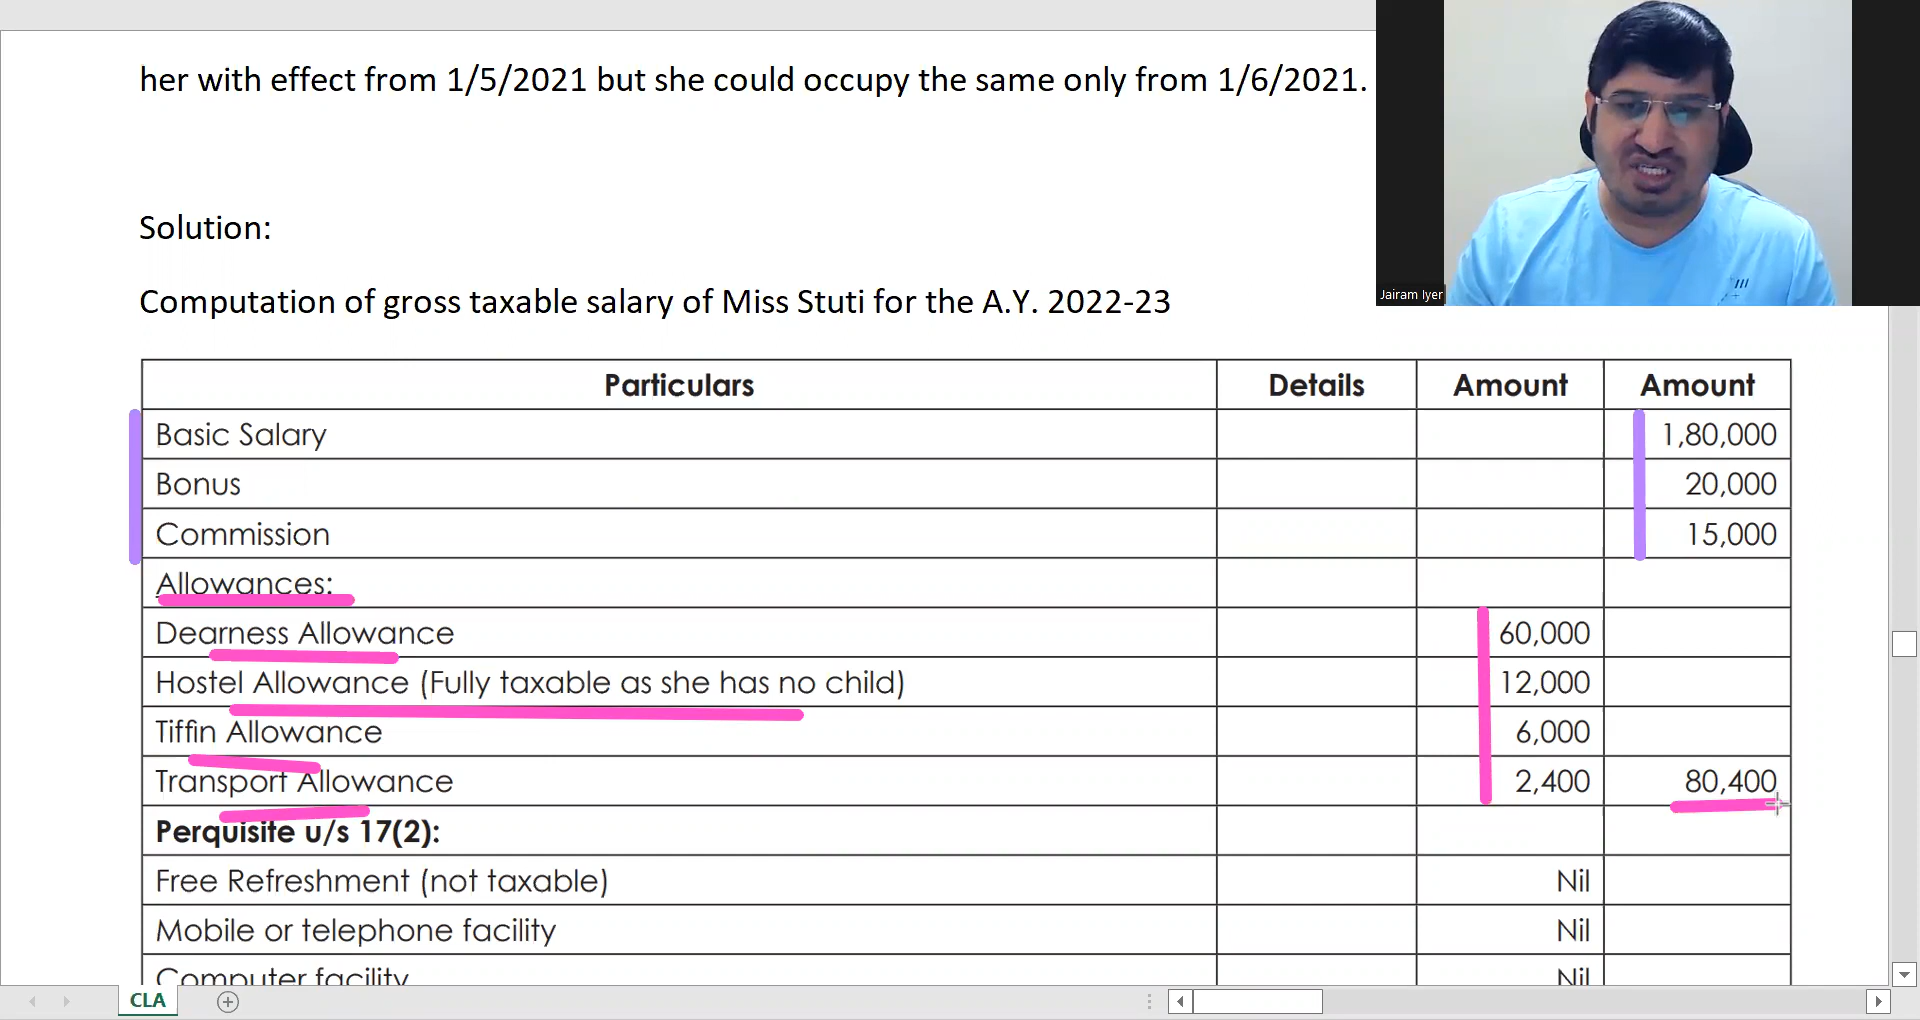 her with effect from 1/5/2021 but she could occupy the same only from 1/6/2021.
Jairam Iyer
Solution:
Computation of gross taxable salary of Miss Stuti for the A.Y. 2022-23
Particulars Details Amount Amount
Basic Salary 1,80,000
Bonus 20,000
Commission 15,000
Allowances:
Dearness Allowance 60,000
Hostel Allowance (Fully taxable as she has no child) 12,000
Tiffin Allowance 6,000
Transport Allowance 2,400 80,400
Perquisite u/s 17(2):
Free Refreshment (not taxable) Nil
Mobile or telephone facility Nil
Computer facility Nil
CLA